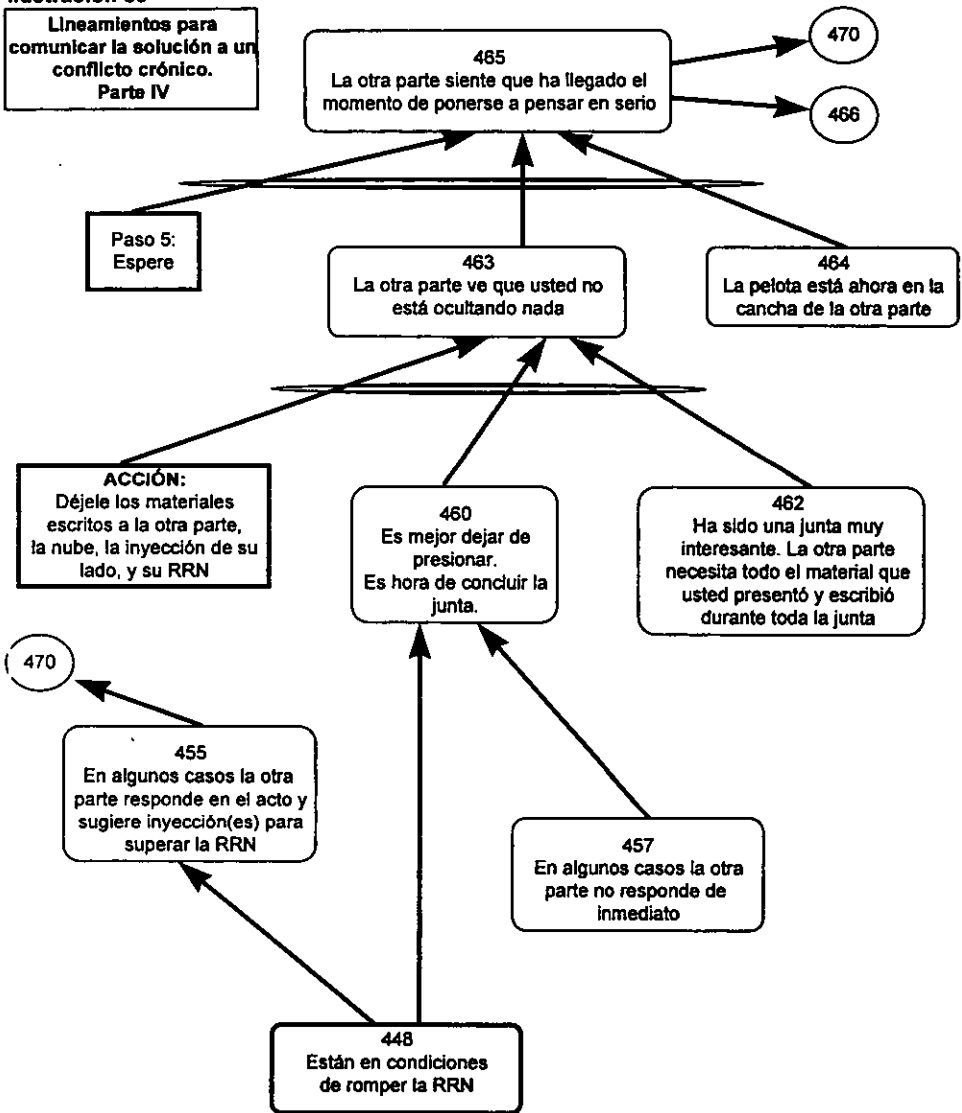 Lineamientos para
comunicar la solución a un
conflicto crónico.
Parte IV
465
La otra parte siente que ha llegado el
momento de ponerse a pensar en serio
470
466
Paso 5:
Espere
463
La otra parte ve que usted no
está ocultando nada
464
La pelota está ahora en la
cancha de la otra parte
ACCIÓN:
Déjele los materiales
escritos a la otra parte,
la nube, la inyección de su
lado, y su RRN
460
Es mejor dejar de
presionar.
Es hora de concluir la
junta.
462
Ha sido una junta muy
interesante. La otra parte
necesita todo el material que
usted presentó y escribió
durante toda la junta
470
455
En algunos casos la otra
parte responde en el acto y
sugiere inyección(es) para
superar la RRN
457
En algunos casos la otra
parte no responde de
inmediato
448
Están en condiciones
de romper la RRN